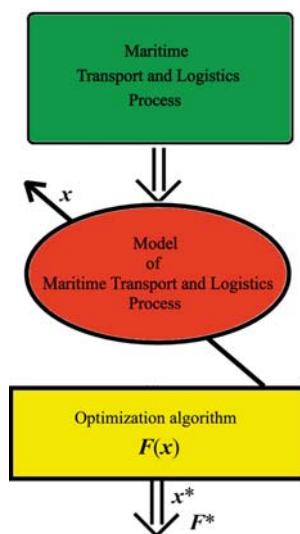 Maritime
Transport and Logistics
Process
x
Model
of
Maritime Transport and Logistics
Process
Optimization algorithm
F(x)
x*
F*